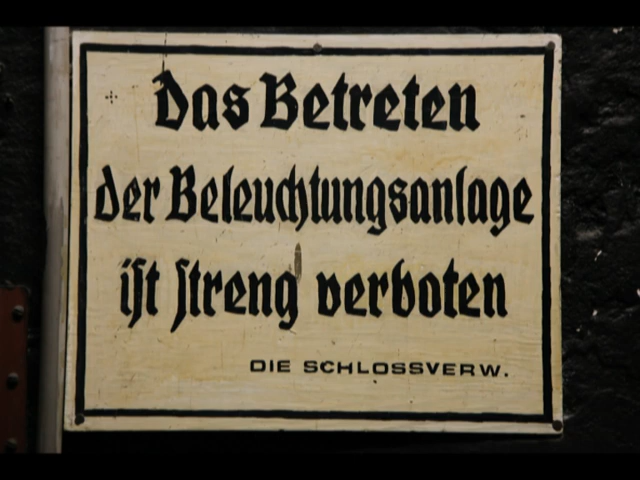 Das Betreten
der Beleuchtungsanlage
iſt ſtreng verboten
DIE SCHLOSSVERW.